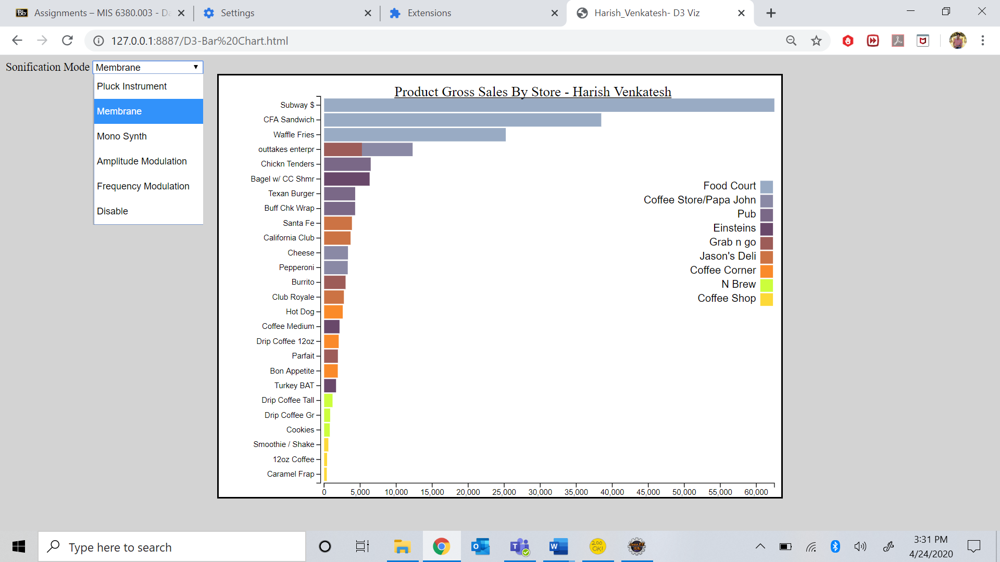 Assignments – MIS 6380.003 - Da
Settings
Extensions
Harish_Venkatesh- D3 Viz
127.0.0.1:8887/D3-Bar%20Chart.html
Sonification Mode Membrane
Pluck Instrument
Membrane
Mono Synth
Amplitude Modulation
Frequency Modulation
Disable
Product Gross Sales By Store - Harish Venkatesh
Subway $
CFA Sandwich
Waffle Fries
outtakes enterpr
Chickn Tenders
Bagel w/ CC Shmr
Texan Burger
Buff Chk Wrap
Santa Fe
California Club
Cheese
Pepperoni
Burrito
Club Royale
Hot Dog
Coffee Medium
Drip Coffee 12oz
Parfait
Bon Appetite
Turkey BAT
Drip Coffee Tall
Drip Coffee Gr
Cookies
Smoothie / Shake
12oz Coffee
Caramel Frap
0 5,000 10,000 15,000 20,000 25,000 30,000 35,000 40,000 45,000 50,000 55,000 60,000
Food Court
Coffee Store/Papa John
Pub
Einsteins
Grab n go
Jason's Deli
Coffee Corner
N Brew
Coffee Shop
Type here to search
200 OK!
3:31 PM
4/24/2020